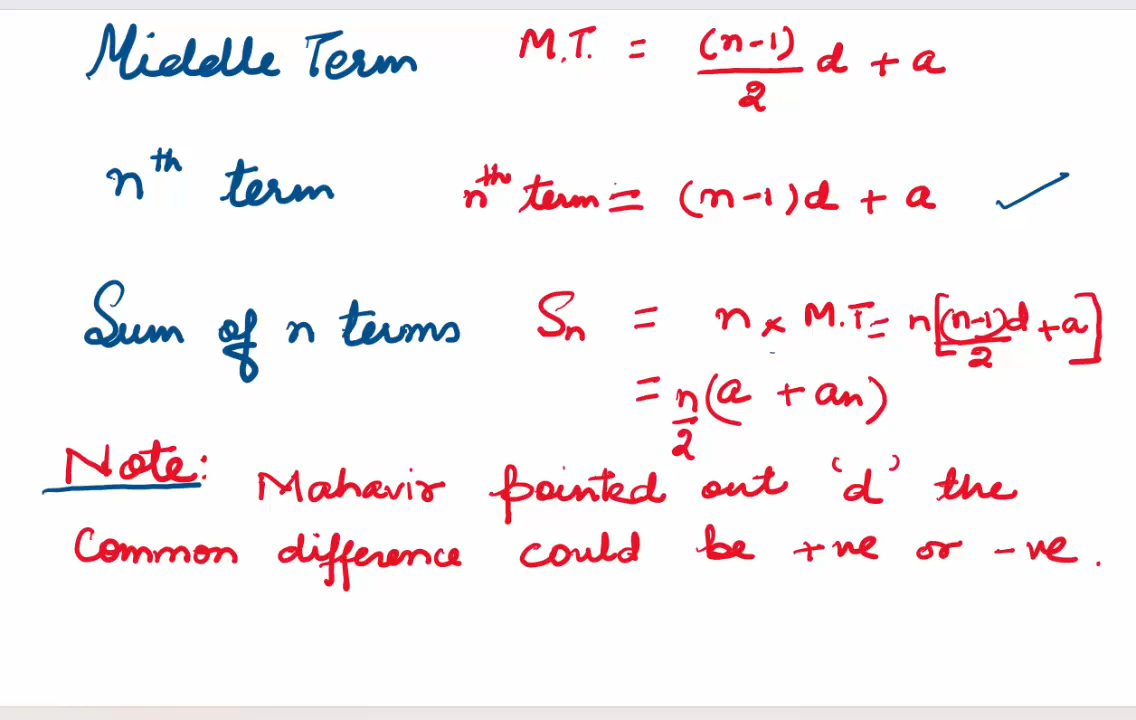 Middle Term M.T. = (n-1)/2 d + a
nth term nth term = (n-1)d + a ✓
Sum of n terms Sn = n × M.T. = n[(n-1)d/2 + a]
= n/2 (a + an)
Note: Mahavir pointed out 'd' the
Common difference could be +ve or -ve.